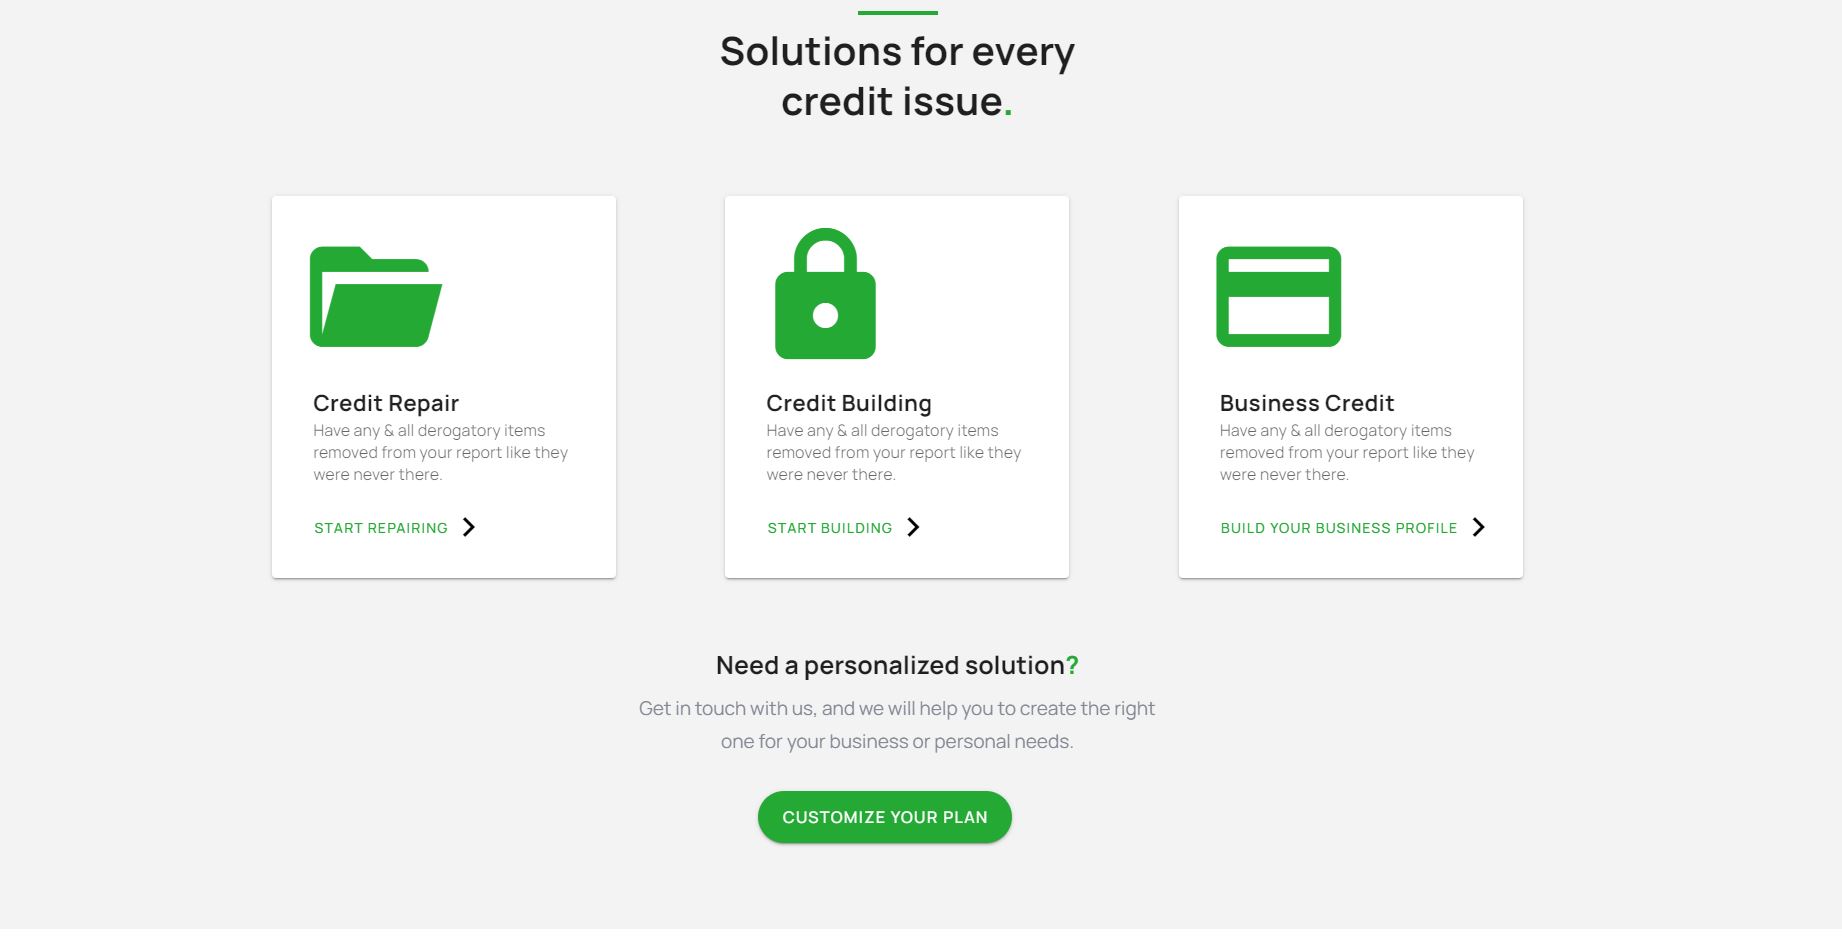 Solutions for every
credit issue.
Credit Repair
Have any & all derogatory items
removed from your report like they
were never there.
START REPAIRING
Credit Building
Have any & all derogatory items
removed from your report like they
were never there.
START BUILDING
Business Credit
Have any & all derogatory items
removed from your report like they
were never there.
BUILD YOUR BUSINESS PROFILE
Need a personalized solution?
Get in touch with us, and we will help you to create the right
one for your business or personal needs.
CUSTOMIZE YOUR PLAN